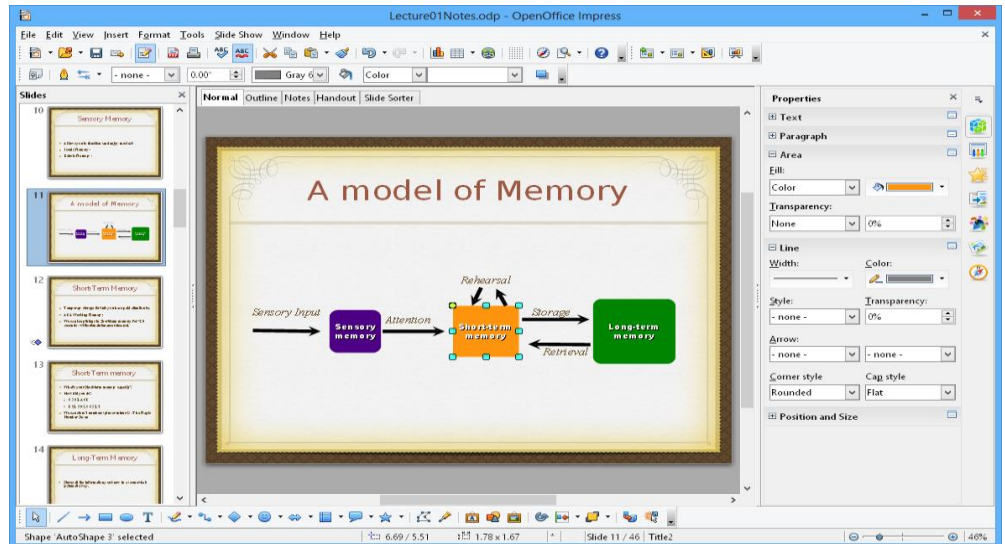 Lecture01Notes.odp - OpenOffice Impress
File Edit View Insert Format Tools Slide Show Window Help
- none - 0.00" Gray 6 Color
Slides
10
Sensory Memory
11
A model of Memory
12
Short Term Memory
13
Short Term memory
14
Long-Term Memory
Normal Outline Notes Handout Slide Sorter
A model of Memory
Rehearsal
Sensory Input
Attention
Storage
Retrieval
Sensory
memory
Short-term
memory
Long-term
memory
Properties
Text
Paragraph
Area
Fill:
Color
Transparency:
None 0%
Line
Width: Color:
Style: Transparency:
- none - 0%
Arrow:
- none - - none -
Corner style Cap style
Rounded Flat
Position and Size
Shape 'AutoShape 3' selected 6.69 / 5.51 1.78 x 1.67 * Slide 11 / 46 Title2 46%